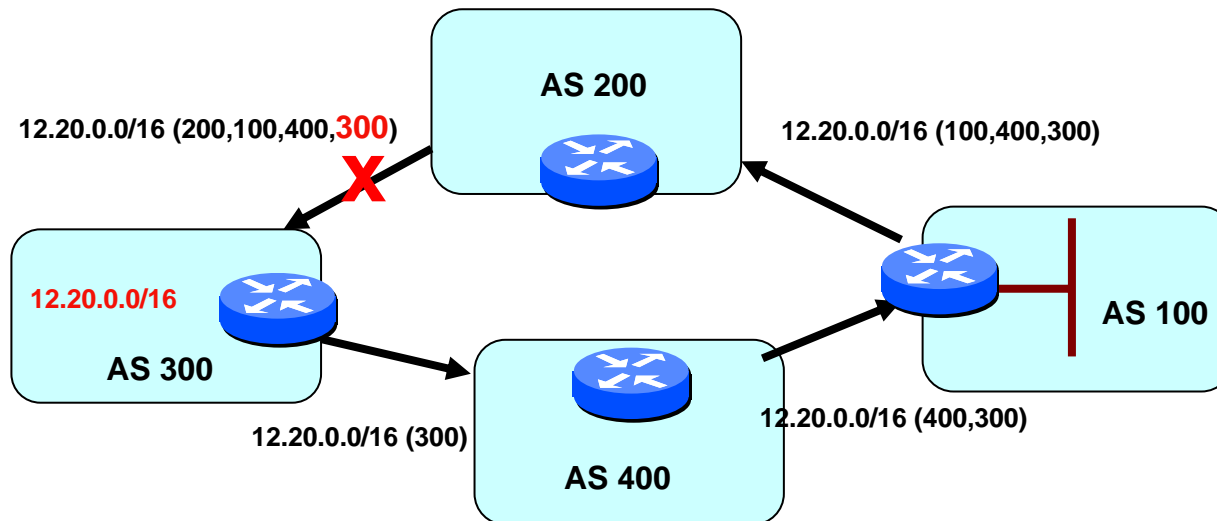 AS 200
12.20.0.0/16 (200,100,400,300)
12.20.0.0/16 (100,400,300)
X
12.20.0.0/16
AS 300
AS 100
12.20.0.0/16 (300)
12.20.0.0/16 (400,300)
AS 400